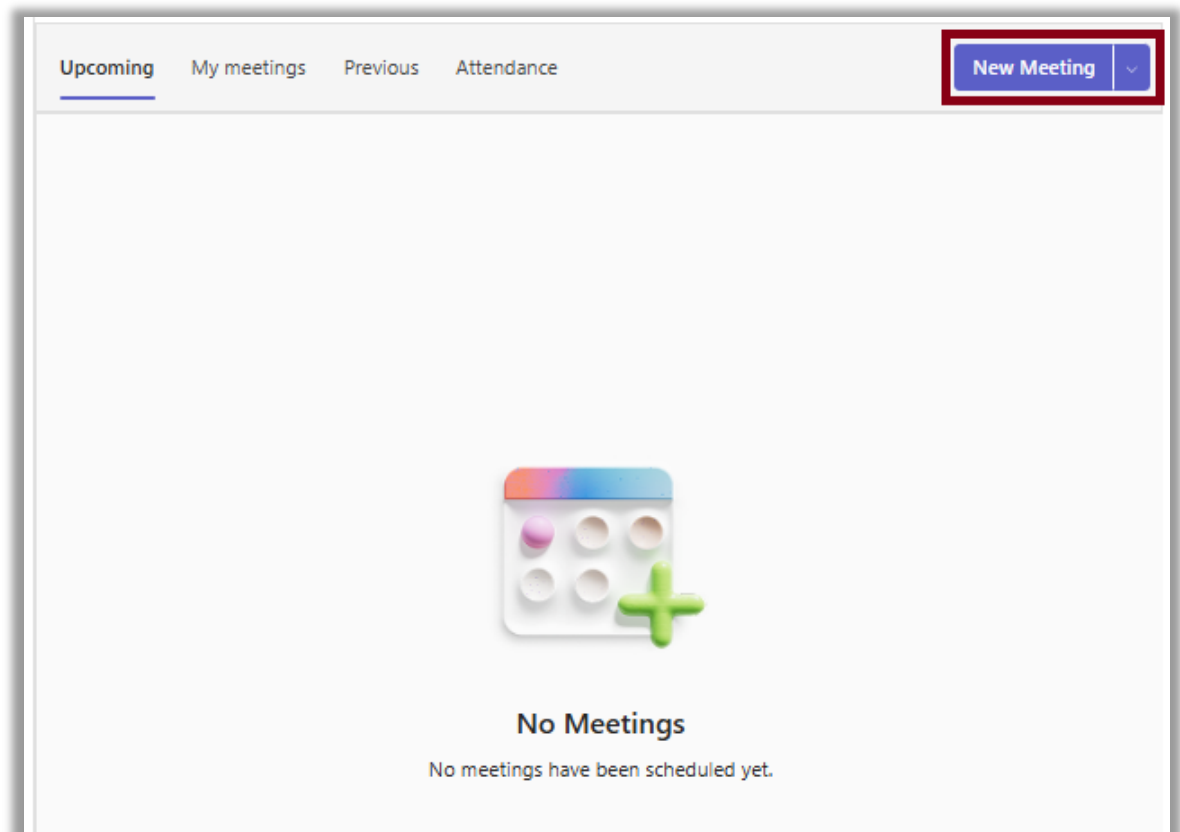 Upcoming My meetings Previous Attendance New Meeting
No Meetings
No meetings have been scheduled yet.